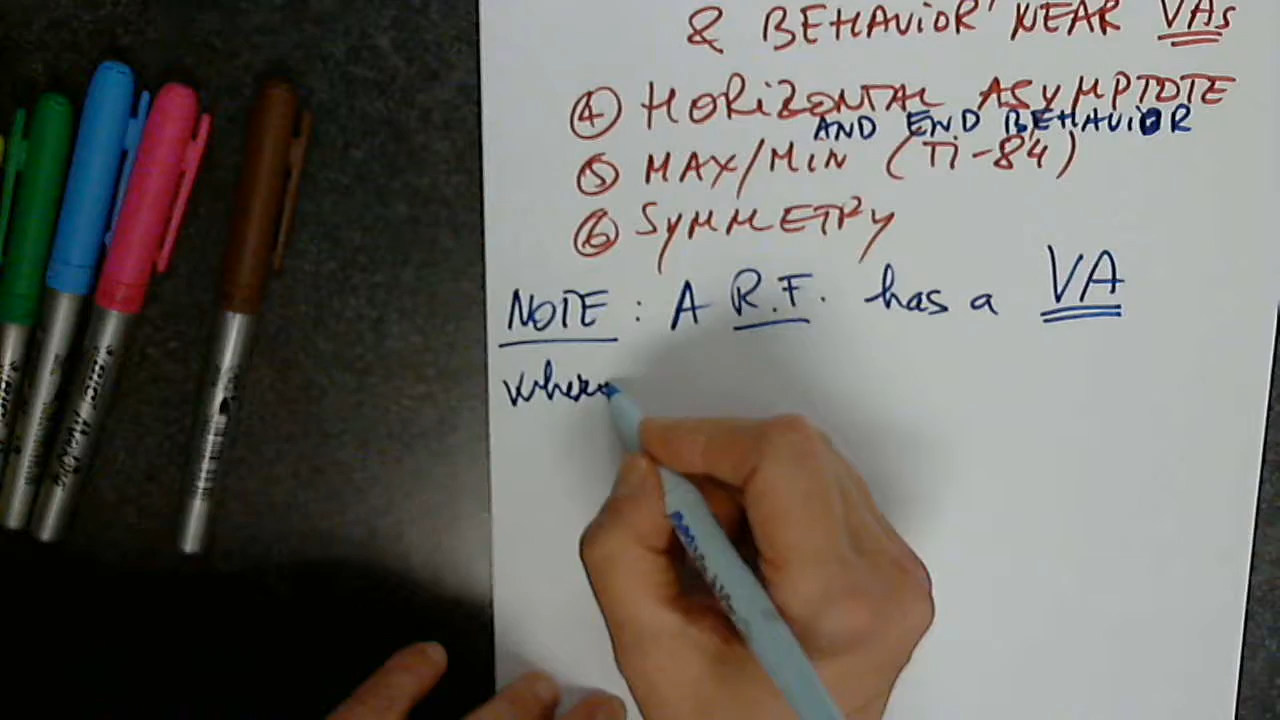 & BEHAVIOR NEAR VAs
④ HORIZONTAL ASYMPTOTE
AND END BEHAVIOR
⑤ MAX/MIN (Ti-84)
⑥ SYMMETRY
NOTE: A R.F. has a VA
where